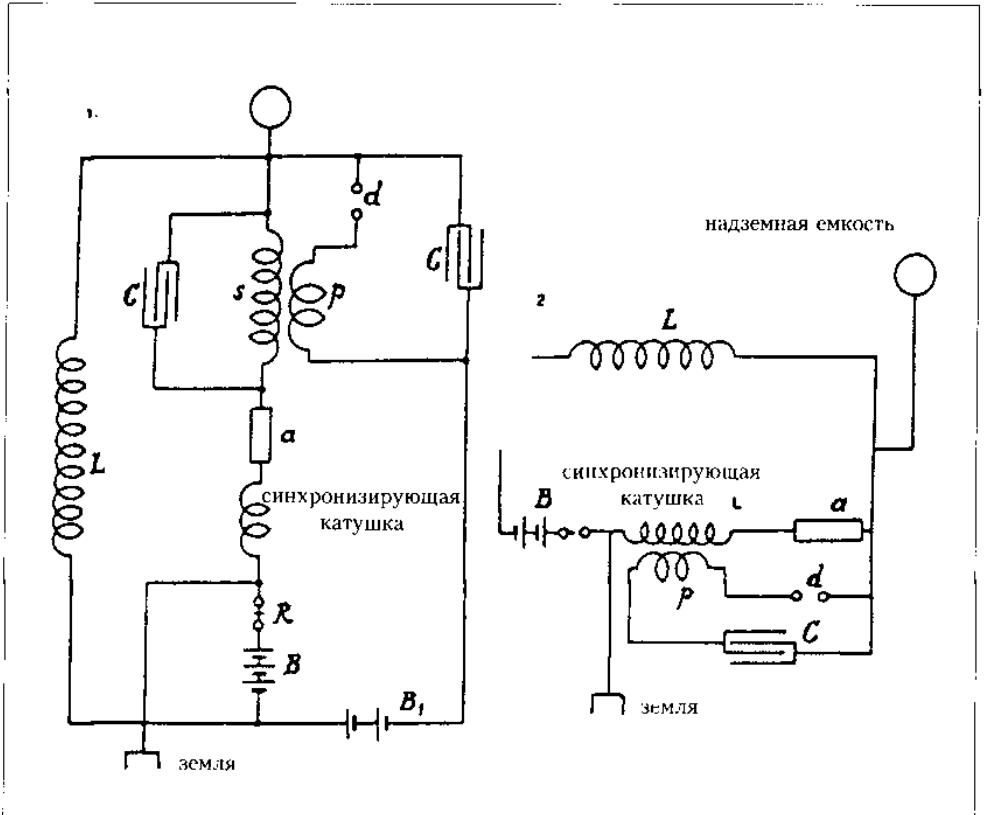 1.
d
C
s
p
C
a
L
синхронизирующая
катушка
R
B
B₁
земля
надземная емкость
2
L
синхронизирующая
катушка
L
B
a
p
d
C
земля